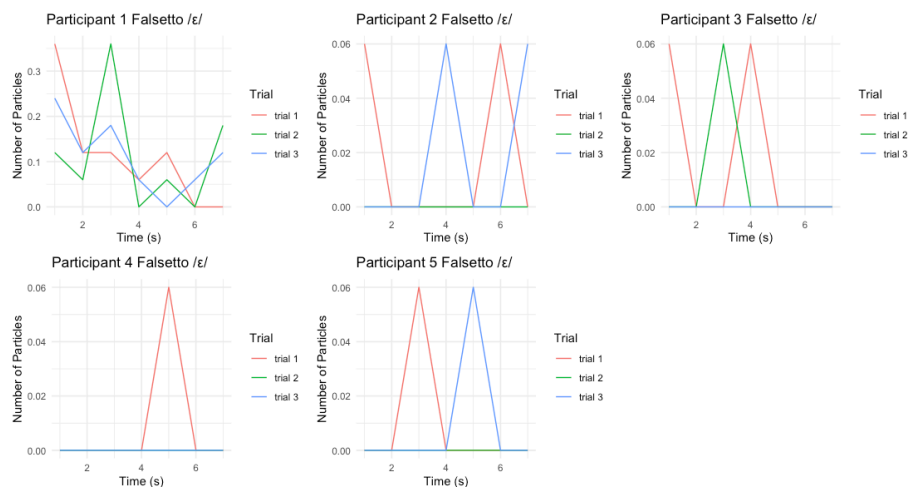 Participant 1 Falsetto /ε/
Number of Particles
0.3
0.2
0.1
0.0
2 4 6
Time (s)
Trial
trial 1
trial 2
trial 3
Participant 2 Falsetto /ε/
Number of Particles
0.06
0.04
0.02
0.00
2 4 6
Time (s)
Trial
trial 1
trial 2
trial 3
Participant 3 Falsetto /ε/
Number of Particles
0.06
0.04
0.02
0.00
2 4 6
Time (s)
Trial
trial 1
trial 2
trial 3
Participant 4 Falsetto /ε/
Number of Particles
0.06
0.04
0.02
0.00
2 4 6
Time (s)
Trial
trial 1
trial 2
trial 3
Participant 5 Falsetto /ε/
Number of Particles
0.06
0.04
0.02
0.00
2 4 6
Time (s)
Trial
trial 1
trial 2
trial 3